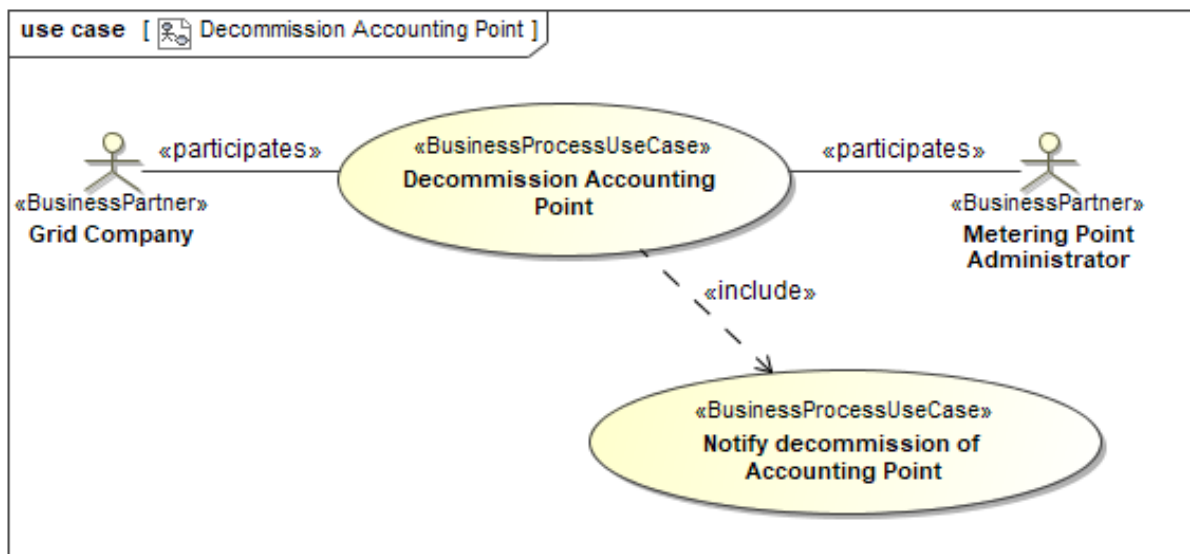 use case [ Decommission Accounting Point ]
«participates»
«BusinessProcessUseCase»
Decommission Accounting
Point
«participates»
«BusinessPartner»
Grid Company
«BusinessPartner»
Metering Point
Administrator
«include»
«BusinessProcessUseCase»
Notify decommission of
Accounting Point